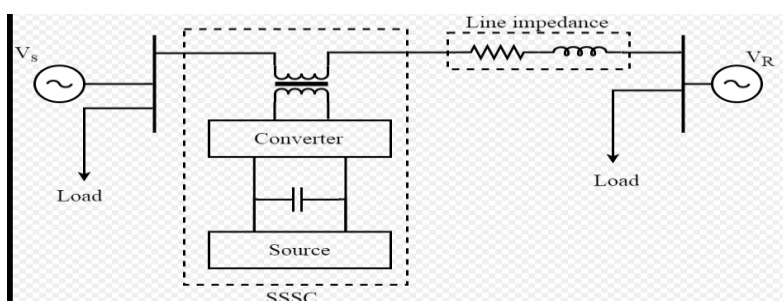 Line impedance
Vs
VR
Converter
Load
Load
Source
SSSC